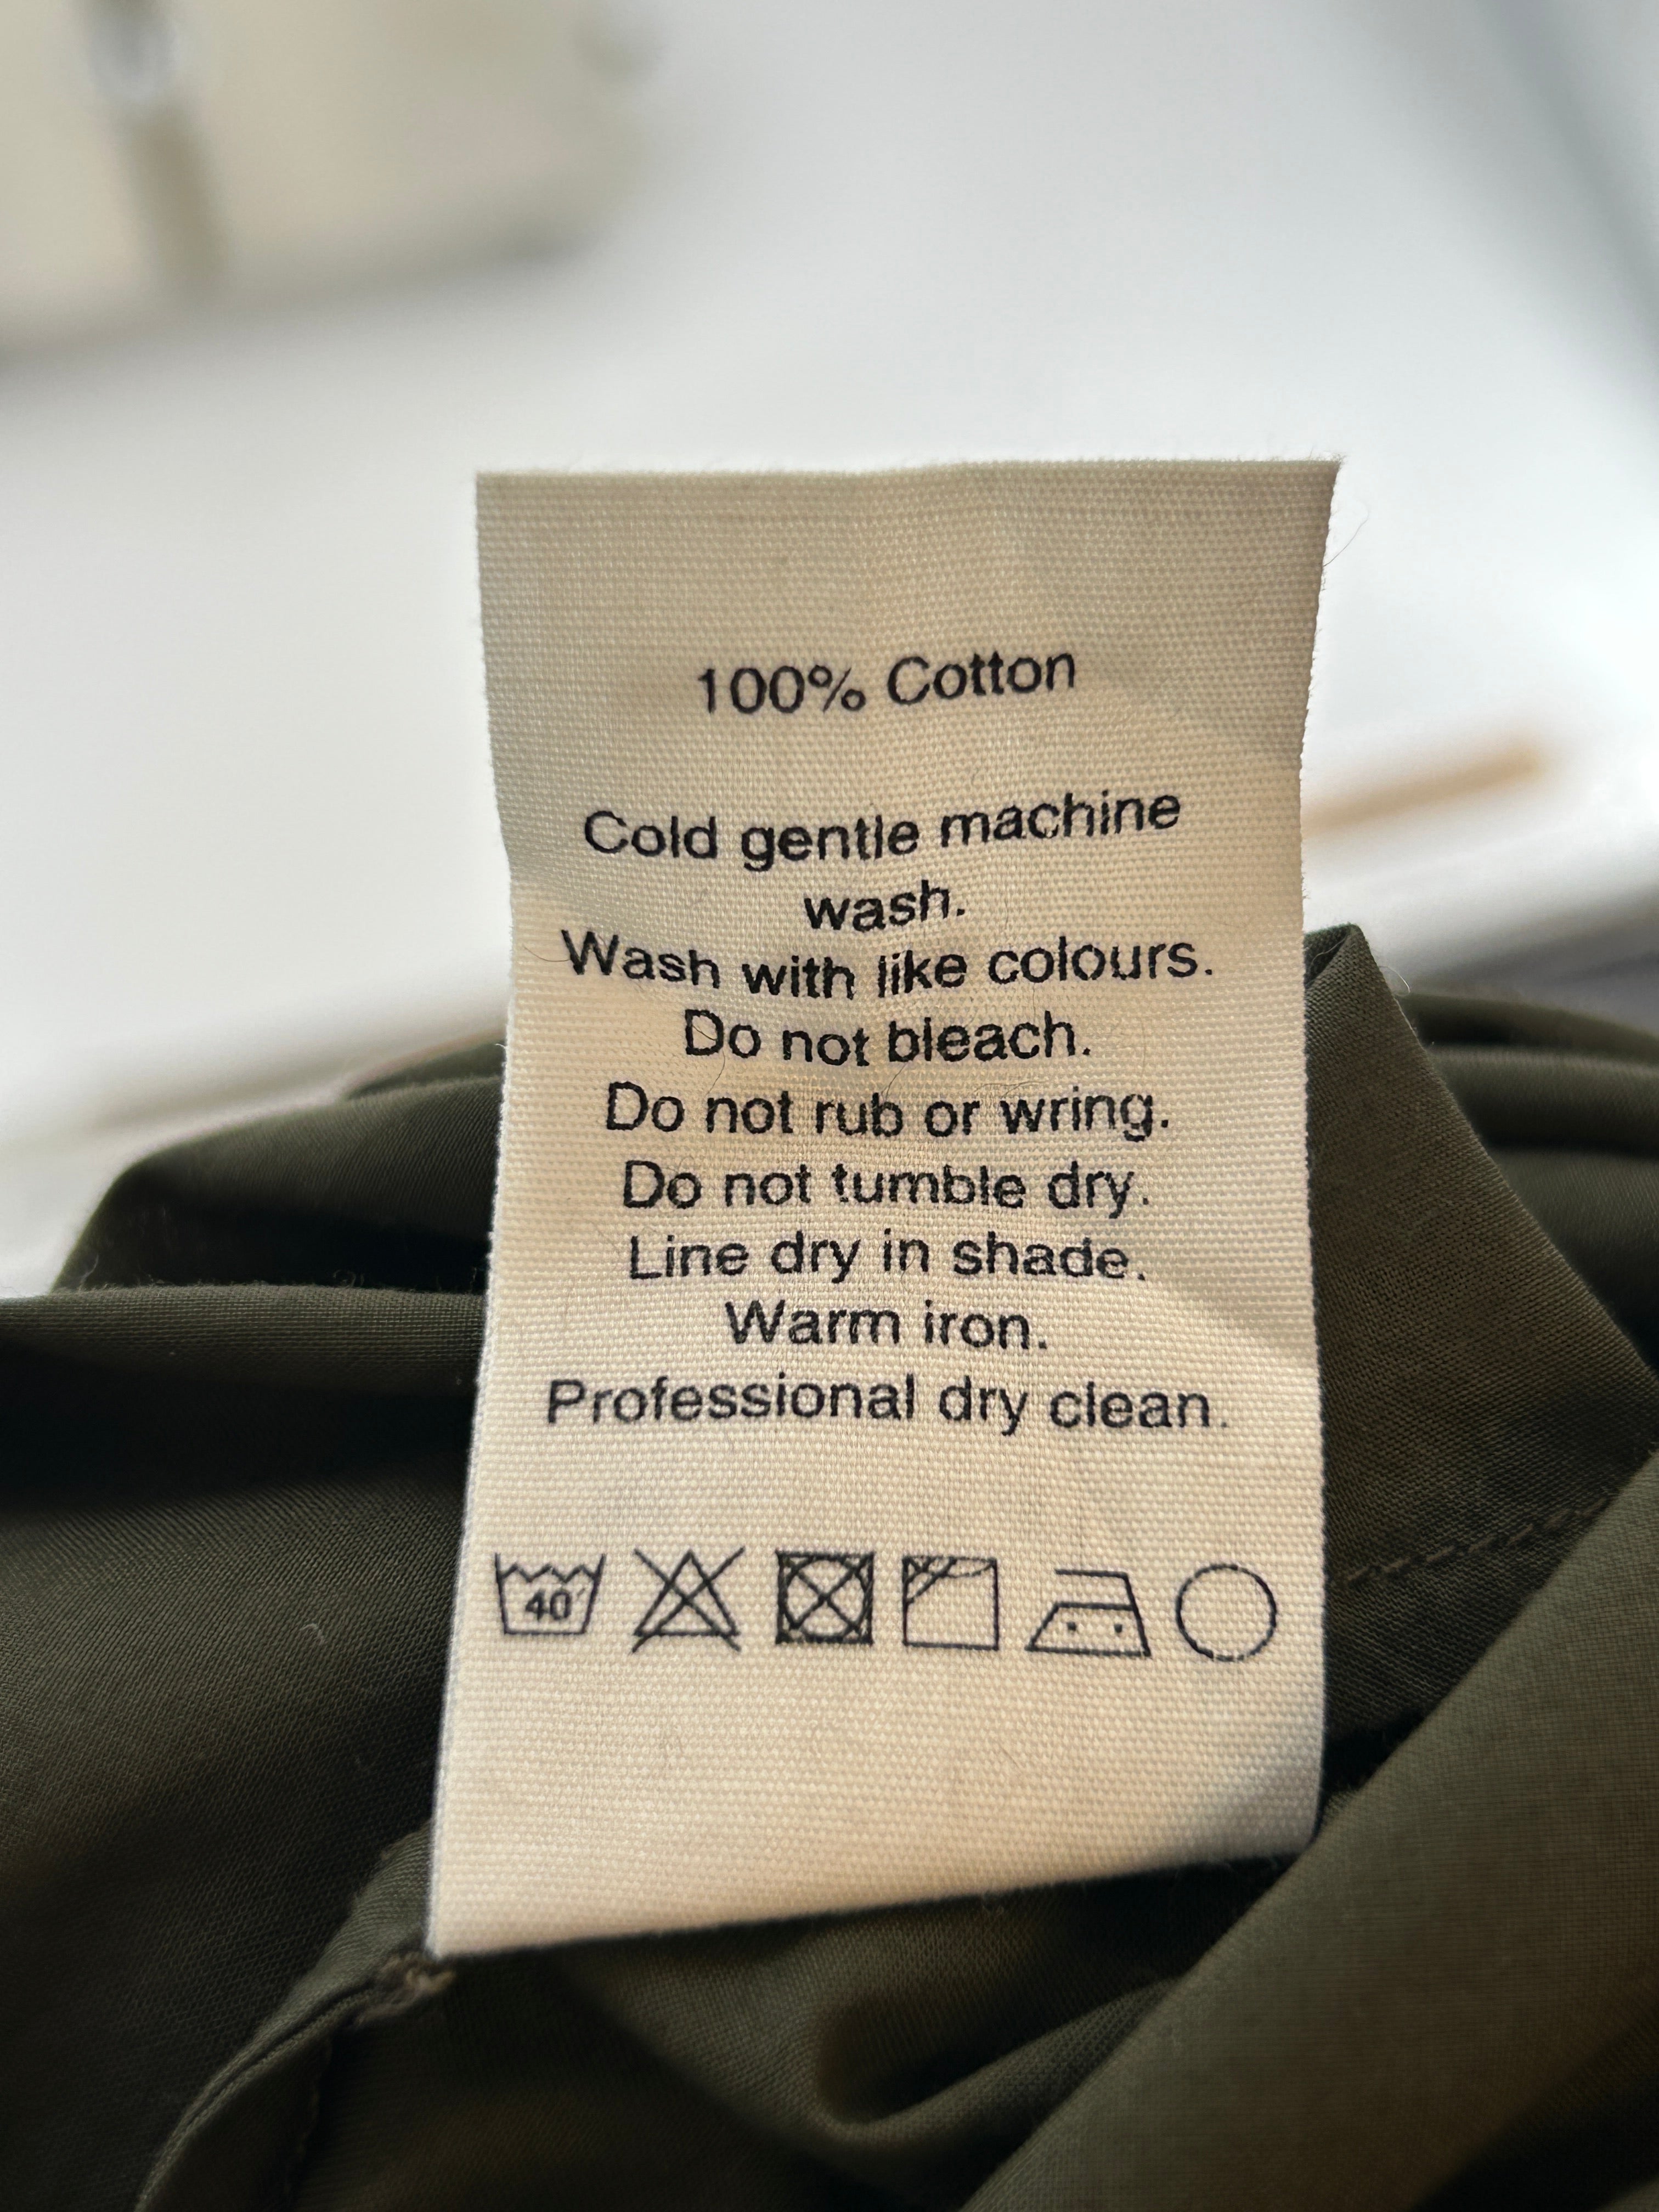 100% Cotton
Cold gentle machine
wash.
Wash with like colours.
Do not bleach.
Do not rub or wring.
Do not tumble dry.
Line dry in shade.
Warm iron.
Professional dry clean.
40°